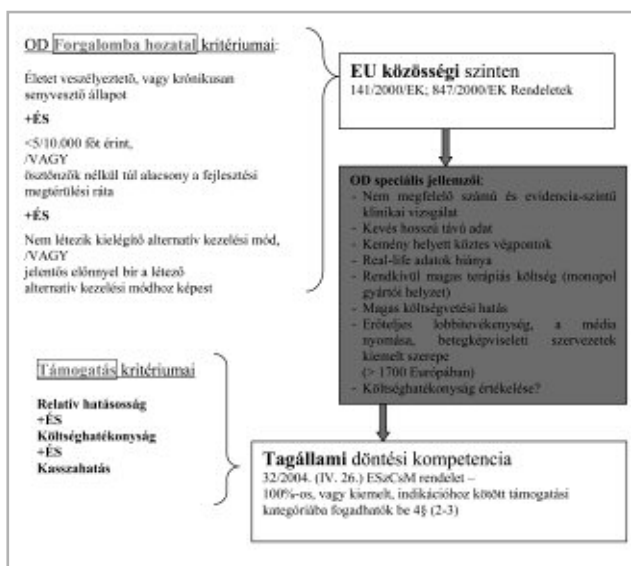 OD Forgalomba hozatal kritériumai:
Életet veszélyeztető, vagy krónikusan
senyvesztő állapot
+ÉS
<5/10.000 főt érint,
/VAGY
ösztönzők nélkül túl alacsony a fejlesztési
megtérülési ráta
+ÉS
Nem létezik kielégítő alternatív kezelési mód,
/VAGY
jelentős előnnyel bír a létező
alternatív kezelési módhoz képest
EU közösségi szinten
141/2000/EK; 847/2000/EK Rendeletek
OD speciális jellemzői:
- Nem megfelelő számú és evidencia-szintű
klinikai vizsgálat
- Kevés hosszú távú adat
- Kemény helyett köztes végpontok
- Real-life adatok hiánya
- Rendkívül magas terápiás költség (monopol
gyártói helyzet)
- Magas költségvetési hatás
- Erőteljes lobbitevékenység, a média
nyomása, betegképviseleti szervezetek
kiemelt szerepe
(> 1700 Európában)
- Költséghatékonyság értékelése?
Támogatás kritériumai
Relatív hatásosság
+ÉS
Költséghatékonyság
+ÉS
Kasszahatás
Tagállami döntési kompetencia
32/2004. (IV. 26.) ESzCsM rendelet –
100%-os, vagy kiemelt, indikációhoz kötött támogatási
kategóriába fogadhatók be 4§ (2-3)